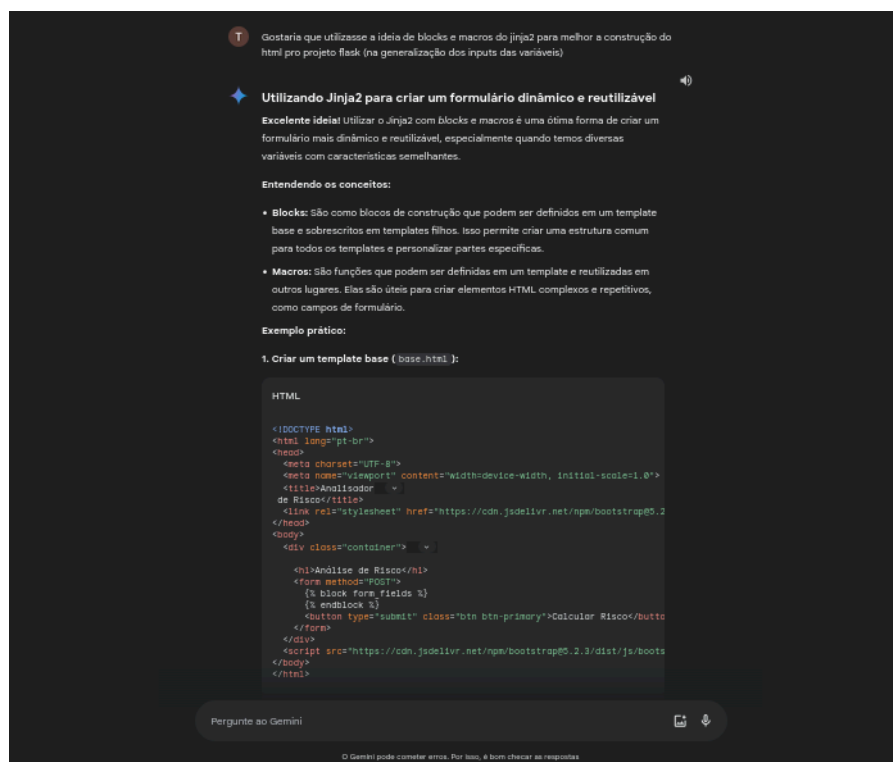 T
Gostaria que utilizasse a ideia de blocks e macros do jinja2 para melhor a construção do
html pro projeto flask (na generalização dos inputs das variáveis)
Utilizando Jinja2 para criar um formulário dinâmico e reutilizável
Excelente ideia! Utilizar o Jinja2 com blocks e macros é uma ótima forma de criar um
formulário mais dinâmico e reutilizável, especialmente quando temos diversas
variáveis com características semelhantes.
Entendendo os conceitos:
• Blocks: São como blocos de construção que podem ser definidos em um template
base e sobrescritos em templates filhos. Isso permite criar uma estrutura comum
para todos os templates e personalizar partes específicas.
• Macros: São funções que podem ser definidas em um template e reutilizadas em
outros lugares. Elas são úteis para criar elementos HTML complexos e repetitivos,
como campos de formulário.
Exemplo prático:
1. Criar um template base ( base.html ):
HTML
<!DOCTYPE html>
<html lang="pt-br">
<head>
<meta charset="UTF-8">
<meta name="viewport" content="width=device-width, initial-scale=1.0">
<title>Analisador
de Risco</title>
<link rel="stylesheet" href="https://cdn.jsdelivr.net/npm/bootstrap@5.2
</head>
<body>
<div class="container">
<h1>Análise de Risco</h1>
<form method="POST">
{% block form_fields %}
{% endblock %}
<button type="submit" class="btn btn-primary">Calcular Risco</butto
</form>
</div>
<script src="https://cdn.jsdelivr.net/npm/bootstrap@5.2.3/dist/js/boots
</body>
</html>
Pergunte ao Gemini
O Gemini pode cometer erros. Por isso, é bom checar as respostas